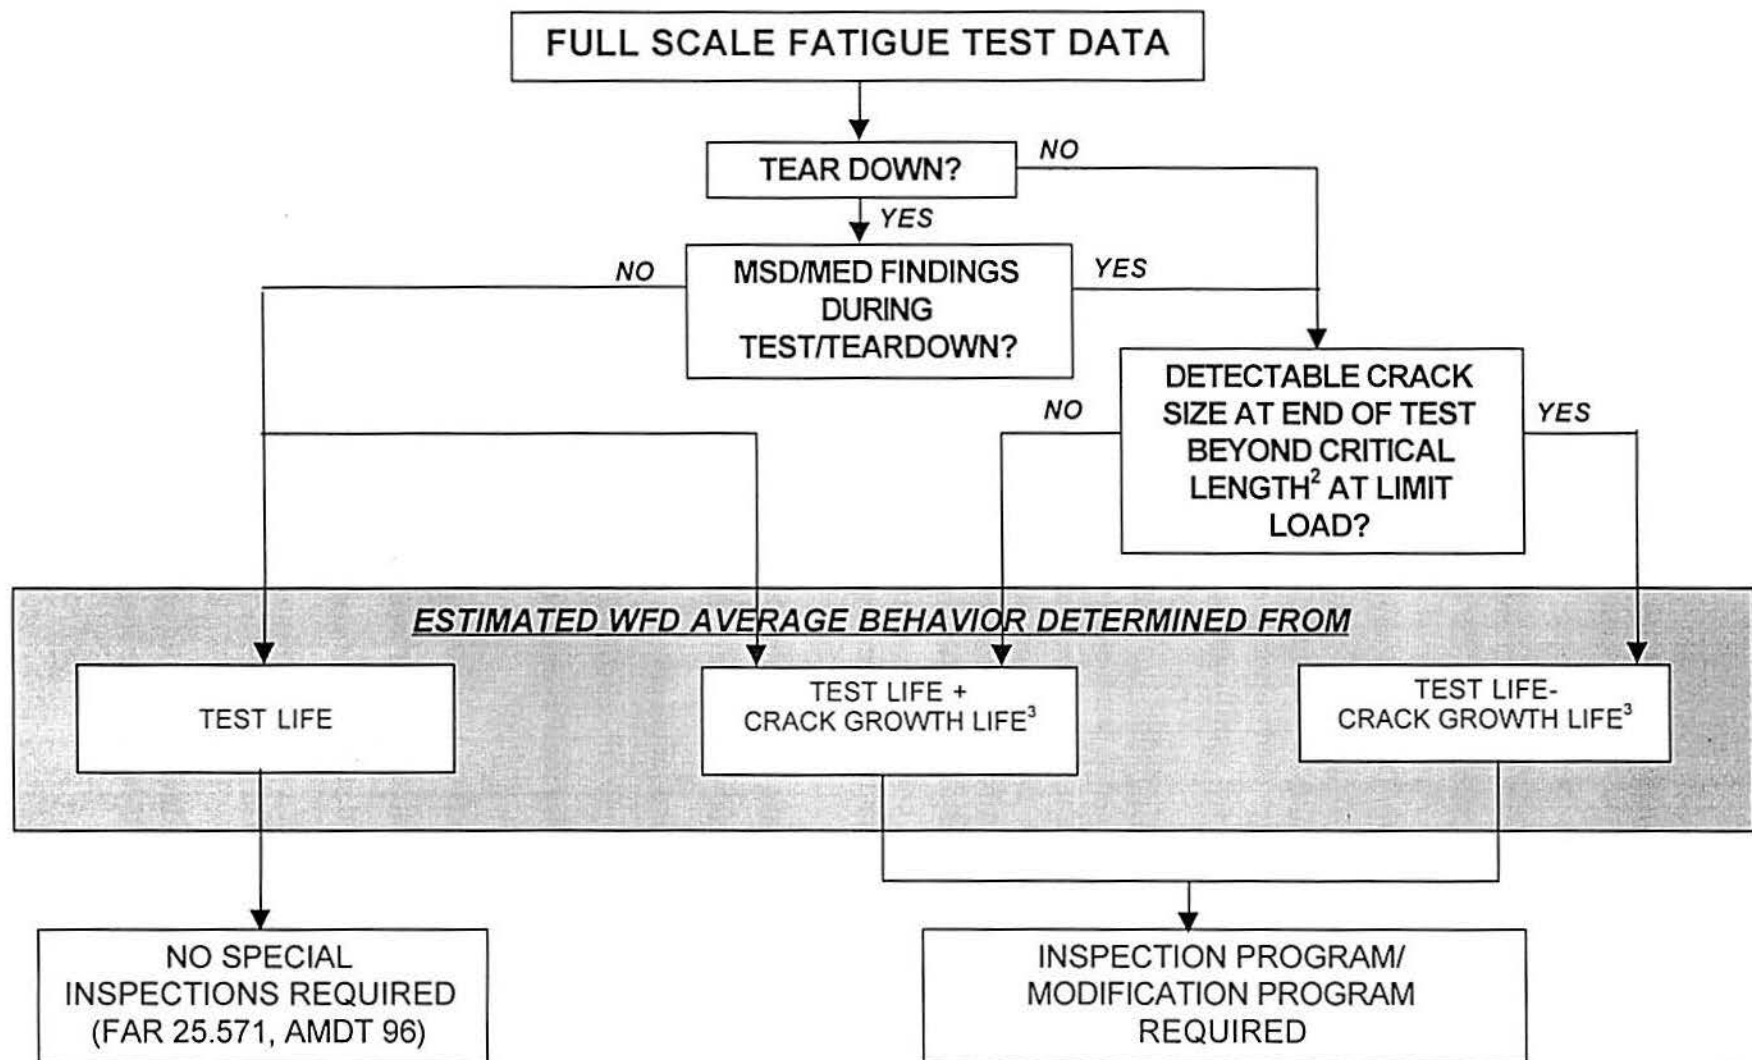 FULL SCALE FATIGUE TEST DATA
TEAR DOWN?
NO
YES
NO
MSD/MED FINDINGS
DURING
TEST/TEARDOWN?
YES
NO
DETECTABLE CRACK
SIZE AT END OF TEST
BEYOND CRITICAL
LENGTH² AT LIMIT
LOAD?
YES
ESTIMATED WFD AVERAGE BEHAVIOR DETERMINED FROM
TEST LIFE
TEST LIFE +
CRACK GROWTH LIFE³
TEST LIFE-
CRACK GROWTH LIFE³
NO SPECIAL
INSPECTIONS REQUIRED
(FAR 25.571, AMDT 96)
INSPECTION PROGRAM/
MODIFICATION PROGRAM
REQUIRED